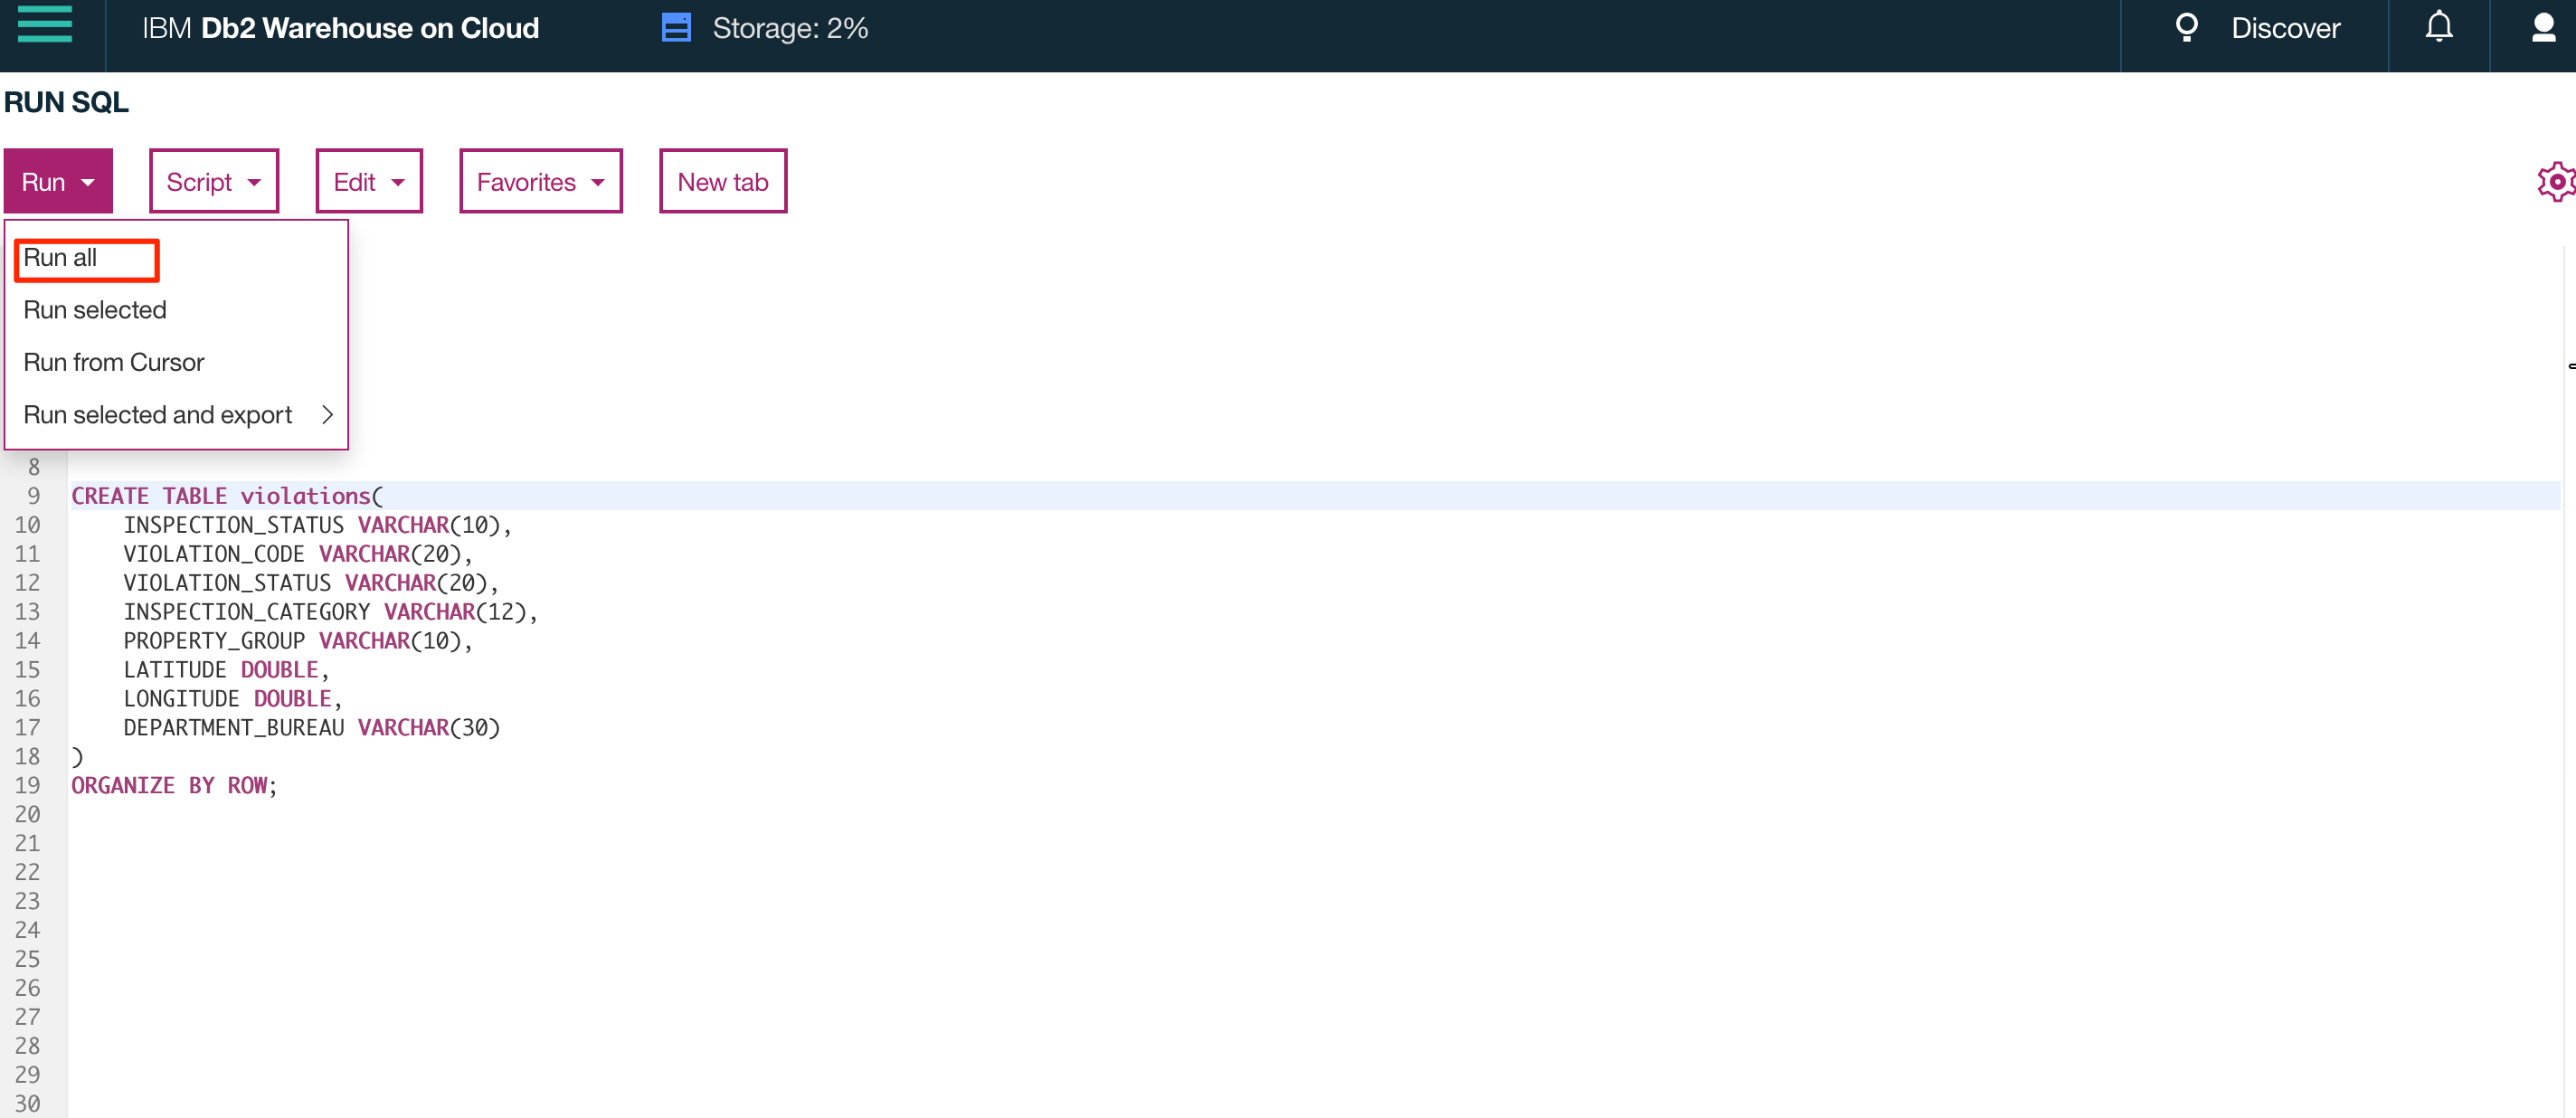 IBM Db2 Warehouse on Cloud Storage: 2% Discover
RUN SQL
Run Script Edit Favorites New tab
Run all
Run selected
Run from Cursor
Run selected and export
8
9 CREATE TABLE violations(
10 INSPECTION_STATUS VARCHAR(10),
11 VIOLATION_CODE VARCHAR(20),
12 VIOLATION_STATUS VARCHAR(20),
13 INSPECTION_CATEGORY VARCHAR(12),
14 PROPERTY_GROUP VARCHAR(10),
15 LATITUDE DOUBLE,
16 LONGITUDE DOUBLE,
17 DEPARTMENT_BUREAU VARCHAR(30)
18 )
19 ORGANIZE BY ROW;
20
21
22
23
24
25
26
27
28
29
30